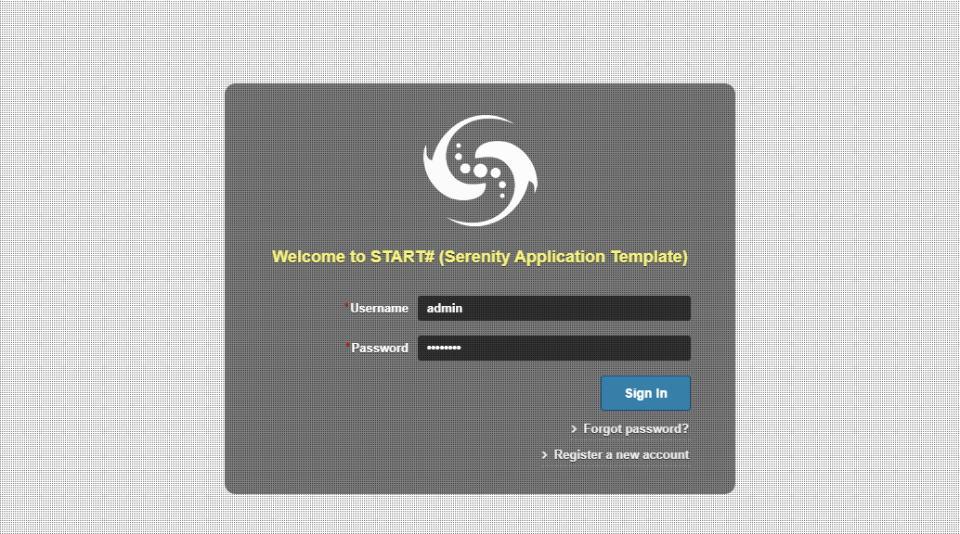 Welcome to START# (Serenity Application Template)
*Username admin
*Password ••••••••
Sign In
Forgot password?
Register a new account